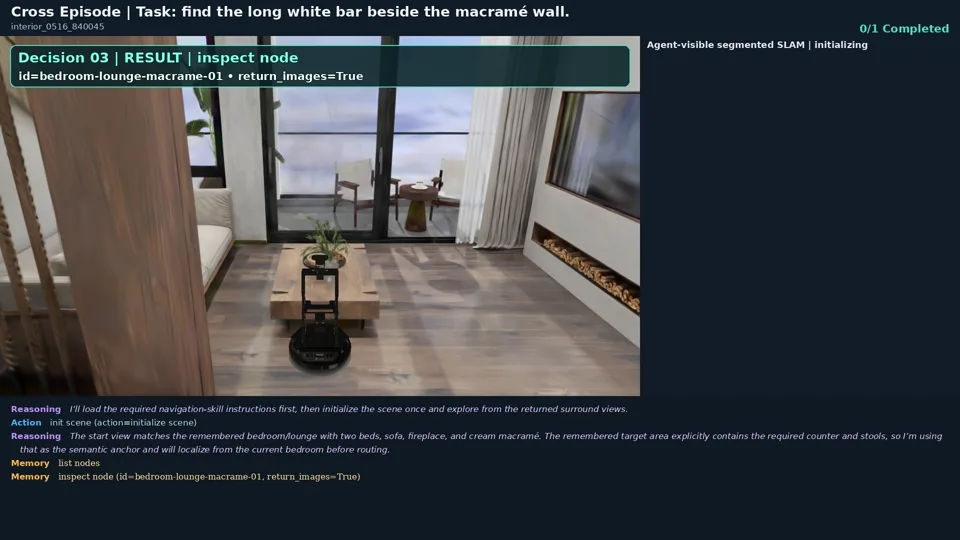 Cross Episode | Task: find the long white bar beside the macramé wall.
interior_0516_840045
0/1 Completed
Agent-visible segmented SLAM | initializing
Decision 03 | RESULT | inspect node
id=bedroom-lounge-macrame-01 • return_images=True
Reasoning I'll load the required navigation-skill instructions first, then initialize the scene once and explore from the returned surround views.
Action init scene (action=initialize scene)
Reasoning The start view matches the remembered bedroom/lounge with two beds, sofa, fireplace, and cream macramé. The remembered target area explicitly contains the required counter and stools, so I'm using
that as the semantic anchor and will localize from the current bedroom before routing.
Memory list nodes
Memory inspect node (id=bedroom-lounge-macrame-01, return_images=True)